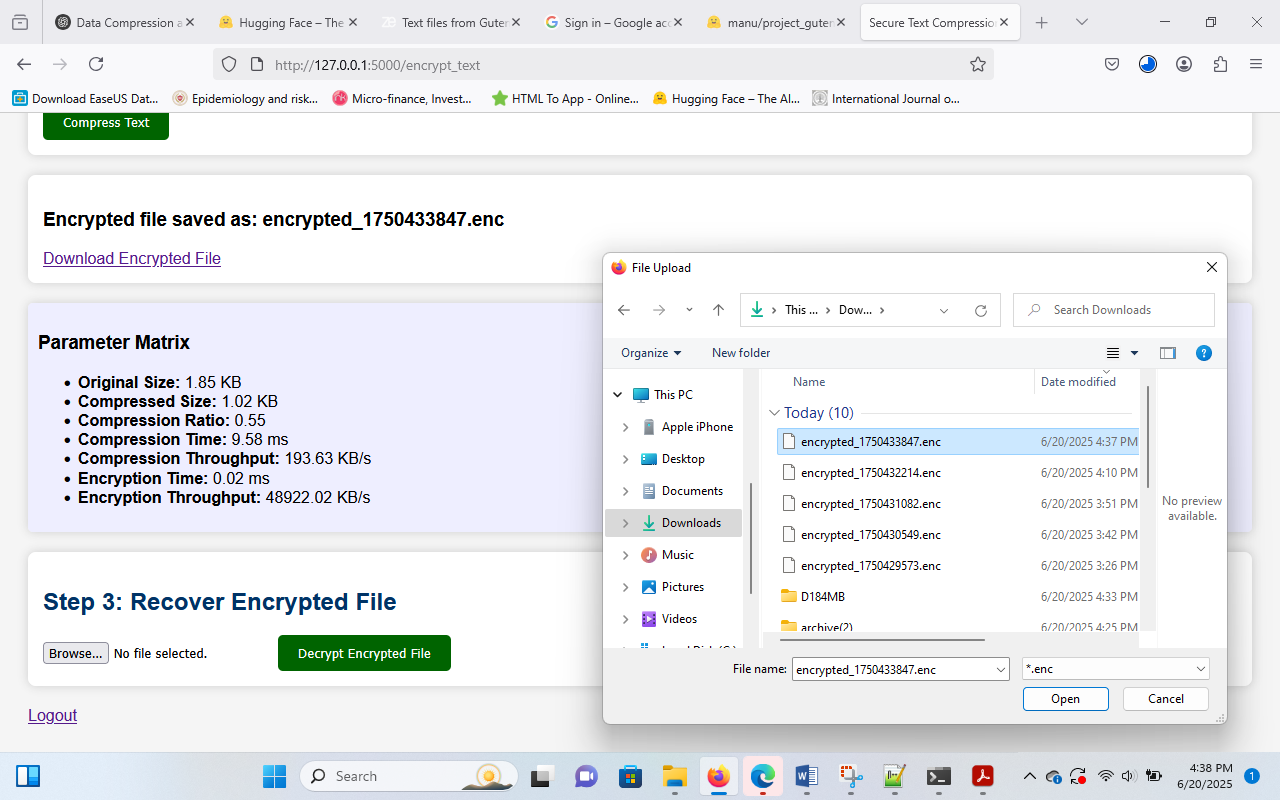 Data Compression a
Hugging Face – The
Text files from Guter
Sign in – Google acc
manu/project_guter
Secure Text Compression
http://127.0.0.1:5000/encrypt_text
Download EaseUS Dat...
Epidemiology and risk...
Micro-finance, Invest...
HTML To App - Online...
Hugging Face – The AI...
International Journal o...
Compress Text
Encrypted file saved as: encrypted_1750433847.enc
Download Encrypted File
Parameter Matrix
• Original Size: 1.85 KB
• Compressed Size: 1.02 KB
• Compression Ratio: 0.55
• Compression Time: 9.58 ms
• Compression Throughput: 193.63 KB/s
• Encryption Time: 0.02 ms
• Encryption Throughput: 48922.02 KB/s
Step 3: Recover Encrypted File
Browse... No file selected.
Decrypt Encrypted File
Logout
File Upload
This ... › Dow... ›
Search Downloads
Organize
New folder
This PC
Apple iPhone
Desktop
Documents
Downloads
Music
Pictures
Videos
Name Date modified
Today (10)
encrypted_1750433847.enc 6/20/2025 4:37 PM
encrypted_1750432214.enc 6/20/2025 4:10 PM
encrypted_1750431082.enc 6/20/2025 3:51 PM
encrypted_1750430549.enc 6/20/2025 3:42 PM
encrypted_1750429573.enc 6/20/2025 3:26 PM
D184MB 6/20/2025 4:33 PM
archive(2) 6/20/2025 4:25 PM
No preview
available.
File name: encrypted_1750433847.enc
*.enc
Open
Cancel
Search
4:38 PM
6/20/2025
1